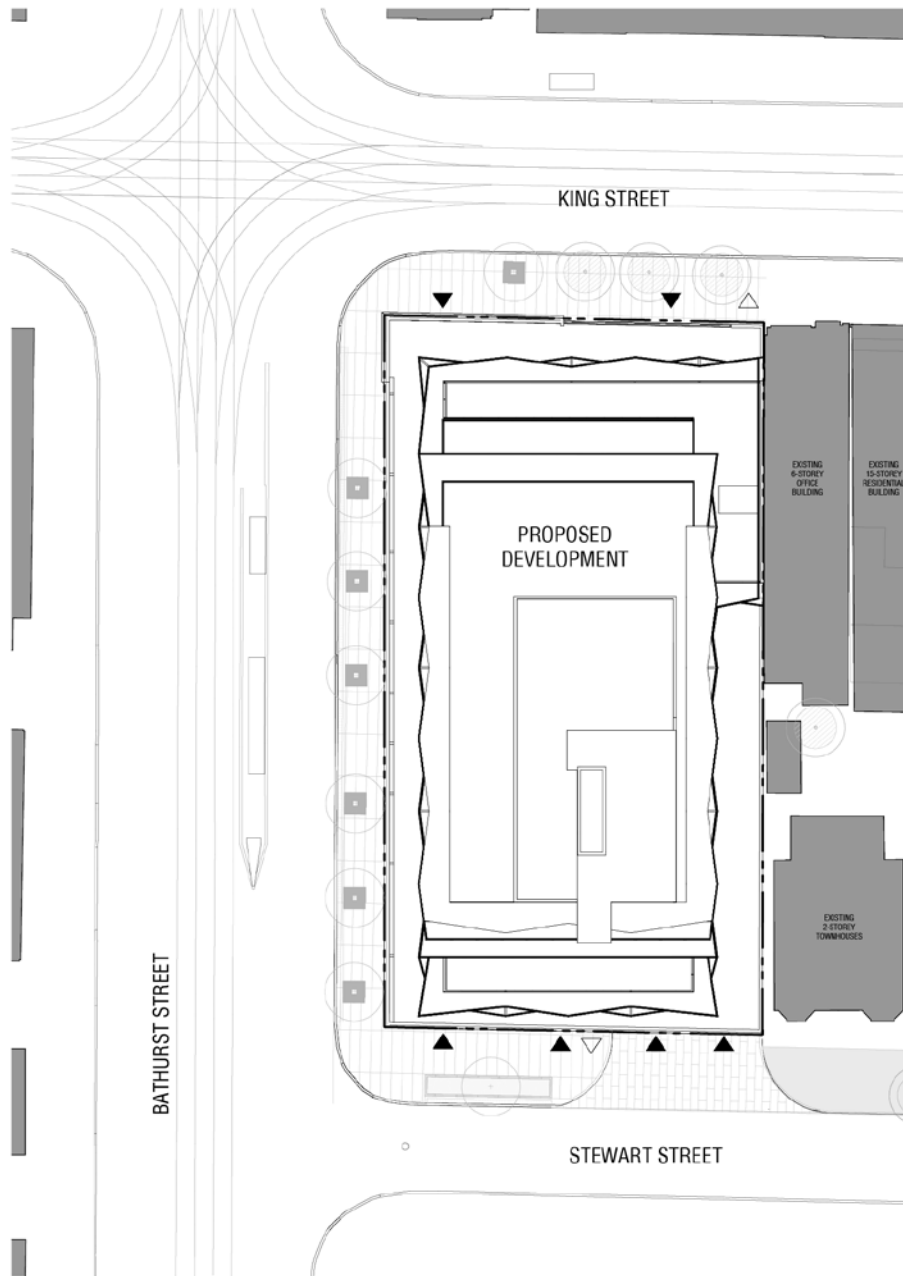 KING STREET
EXISTING
6-STOREY
OFFICE
BUILDING
EXISTING
15-STOREY
RESIDENTIAL
BUILDING
PROPOSED
DEVELOPMENT
EXISTING
2-STOREY
TOWNHOUSES
BATHURST STREET
STEWART STREET